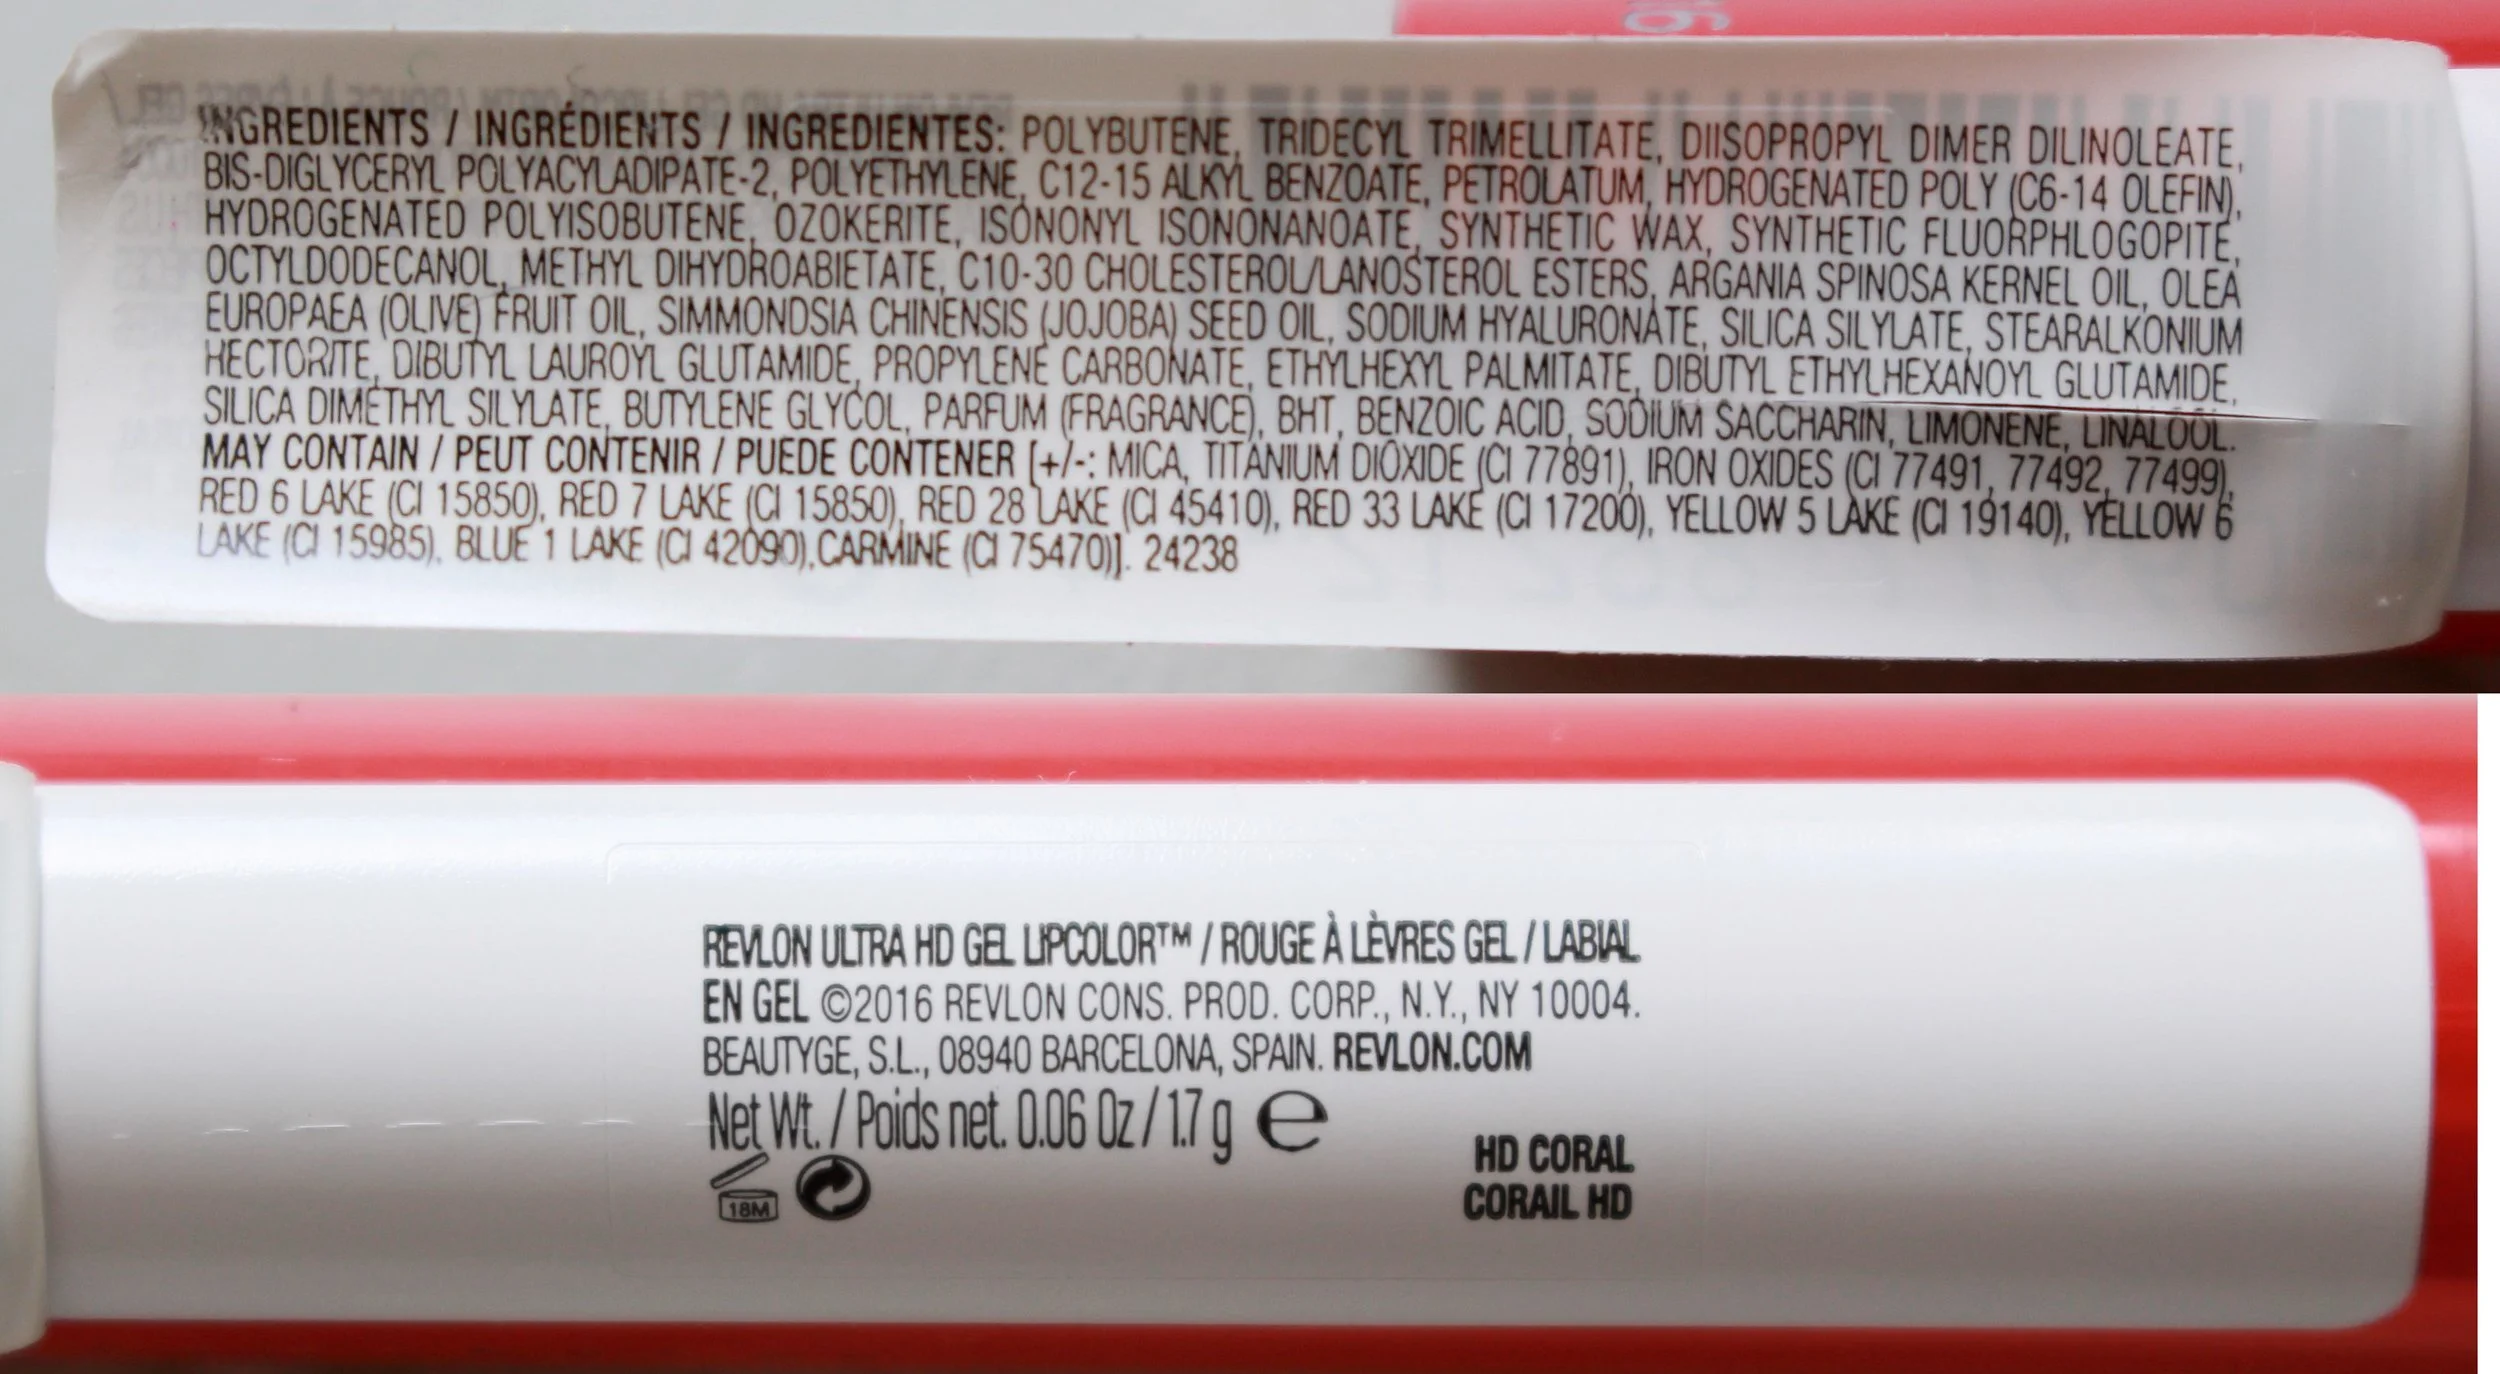 INGREDIENTS / INGRÉDIENTS / INGREDIENTES: POLYBUTENE, TRIDECYL TRIMELLITATE, DIISOPROPYL DIMER DILINOLEATE,
BIS-DIGLYCERYL POLYACYLADIPATE-2, POLYETHYLENE, C12-15 ALKYL BENZOATE, PETROLATUM, HYDROGENATED POLY (C6-14 OLEFIN),
HYDROGENATED POLYISOBUTENE, OZOKERITE, ISONONYL ISONONANOATE, SYNTHETIC WAX, SYNTHETIC FLUORPHLOGOPITE,
OCTYLDODECANOL, METHYL DIHYDROABIETATE, C10-30 CHOLESTEROL/LANOSTEROL ESTERS, ARGANIA SPINOSA KERNEL OIL, OLEA
EUROPAEA (OLIVE) FRUIT OIL, SIMMONDSIA CHINENSIS (JOJOBA) SEED OIL, SODIUM HYALURONATE, SILICA SILYLATE, STEARALKONIUM
HECTORITE, DIBUTYL LAUROYL GLUTAMIDE, PROPYLENE CARBONATE, ETHYLHEXYL PALMITATE, DIBUTYL ETHYLHEXANOYL GLUTAMIDE,
SILICA DIMETHYL SILYLATE, BUTYLENE GLYCOL, PARFUM (FRAGRANCE), BHT, BENZOIC ACID, SODIUM SACCHARIN, LIMONENE, LINALOOL.
MAY CONTAIN / PEUT CONTENIR / PUEDE CONTENER [+/-: MICA, TITANIUM DIOXIDE (CI 77891), IRON OXIDES (CI 77491, 77492, 77499),
RED 6 LAKE (CI 15850), RED 7 LAKE (CI 15850), RED 28 LAKE (CI 45410), RED 33 LAKE (CI 17200), YELLOW 5 LAKE (CI 19140), YELLOW 6
LAKE (CI 15985), BLUE 1 LAKE (CI 42090),CARMINE (CI 75470)]. 24238
REVLON ULTRA HD GEL LIPCOLOR™ / ROUGE À LÈVRES GEL / LABIAL
EN GEL ©2016 REVLON CONS. PROD. CORP., N.Y., NY 10004.
BEAUTYGE, S.L., 08940 BARCELONA, SPAIN. REVLON.COM
Net Wt. / Poids net. 0.06 Oz / 1.7 g ℮
18M
HD CORAL
CORAIL HD